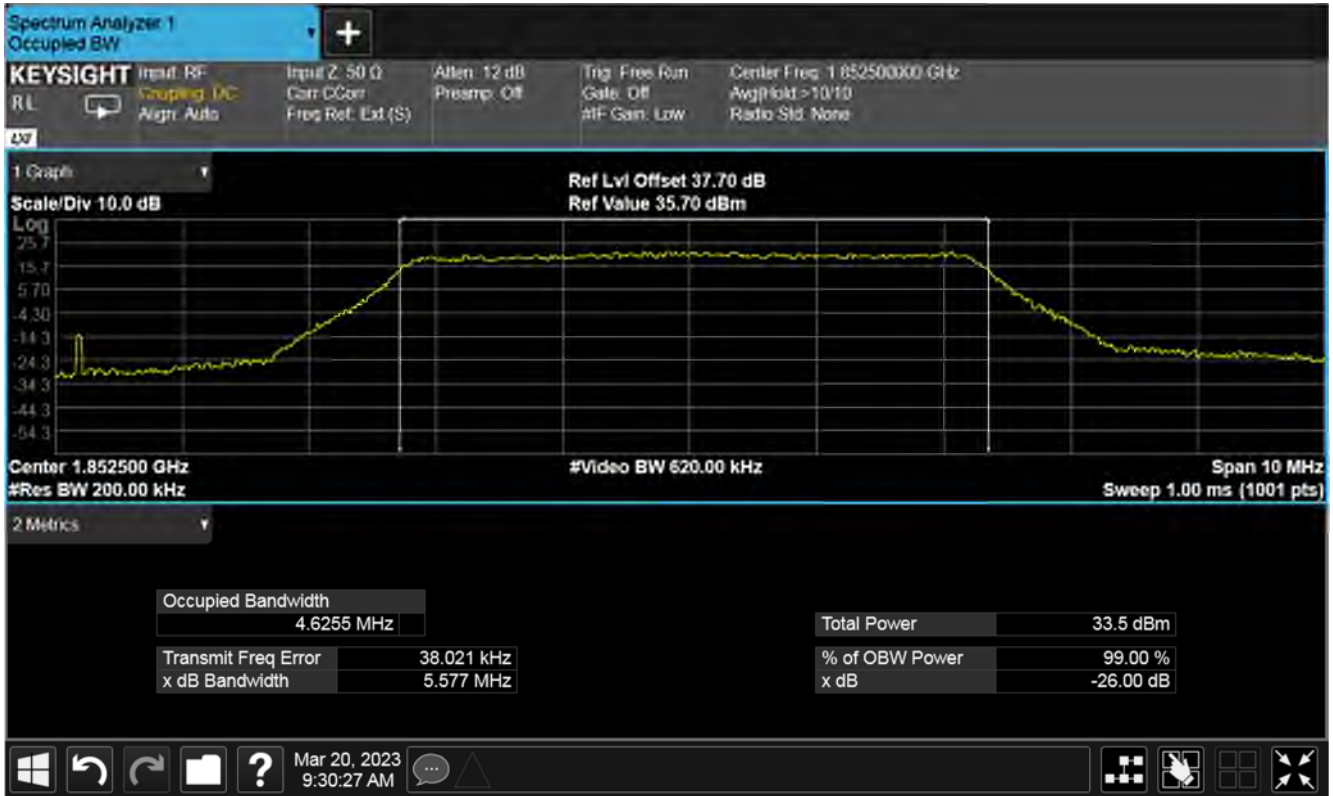 Spectrum Analyzer 1
Occupied BW
KEYSIGHT
R L
LXI
Input: RF
Coupling: DC
Align: Auto
Input Z: 50 Ω
Corr CCorr
Freq Ref: Ext (S)
Atten: 12 dB
Preamp: Off
Trig: Free Run
Gate: Off
#IF Gain: Low
Center Freq: 1.852500000 GHz
Avg|Hold:>10/10
Radio Std: None
1 Graph
Scale/Div 10.0 dB
Ref Lvl Offset 37.70 dB
Ref Value 35.70 dBm
Log
25.7
15.7
5.70
-4.30
-14.3
-24.3
-34.3
-44.3
-54.3
Center 1.852500 GHz
#Res BW 200.00 kHz
#Video BW 620.00 kHz
Span 10 MHz
Sweep 1.00 ms (1001 pts)
2 Metrics
Occupied Bandwidth
4.6255 MHz
Transmit Freq Error 38.021 kHz
x dB Bandwidth 5.577 MHz
Total Power 33.5 dBm
% of OBW Power 99.00 %
x dB -26.00 dB
?
Mar 20, 2023
9:30:27 AM